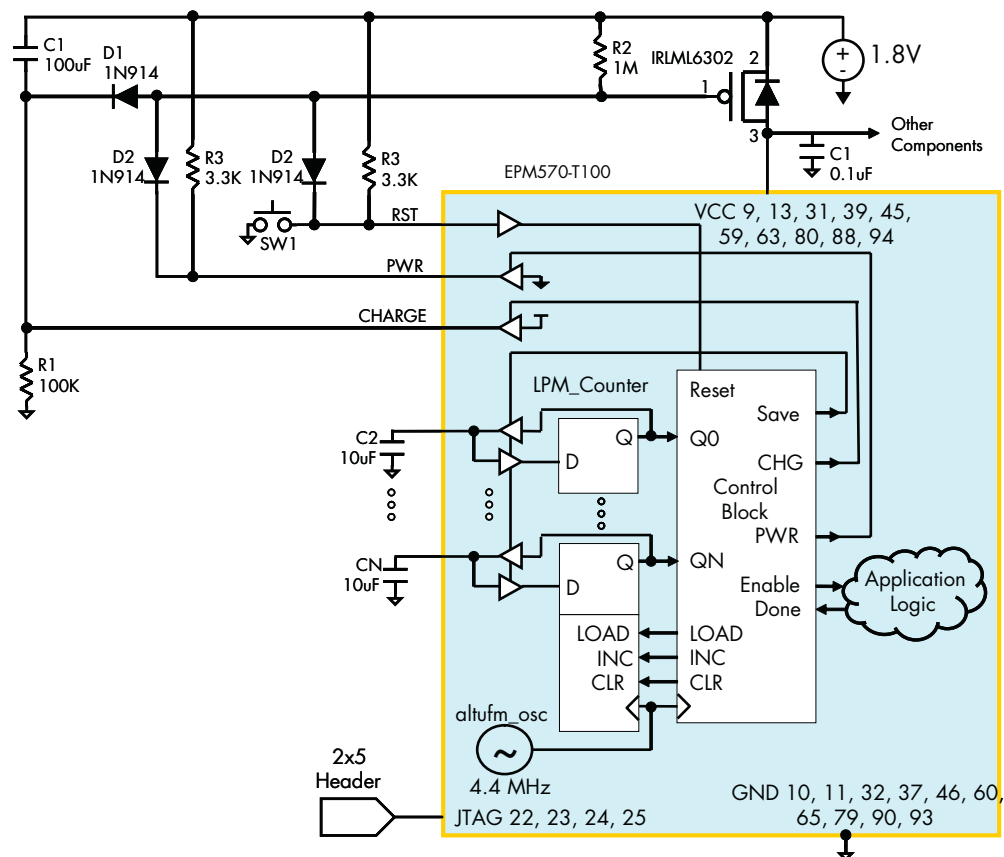 C1
100uF
D1
1N914
R2
1M
IRLML6302
2
1
3
+
-
1.8V
Other
Components
C1
0.1uF
D2
1N914
R3
3.3K
D2
1N914
R3
3.3K
EPM570-T100
VCC 9, 13, 31, 39, 45,
59, 63, 80, 88, 94
SW1
RST
PWR
CHARGE
R1
100K
LPM_Counter
Reset
Save
C2
10uF
Q
D
Q0
CHG
Control
Block
PWR
CN
10uF
Q
D
QN
Enable
Done
Application
Logic
LOAD
INC
CLR
LOAD
INC
CLR
altufm_osc
~
4.4 MHz
2x5
Header
JTAG 22, 23, 24, 25
GND 10, 11, 32, 37, 46, 60,
65, 79, 90, 93